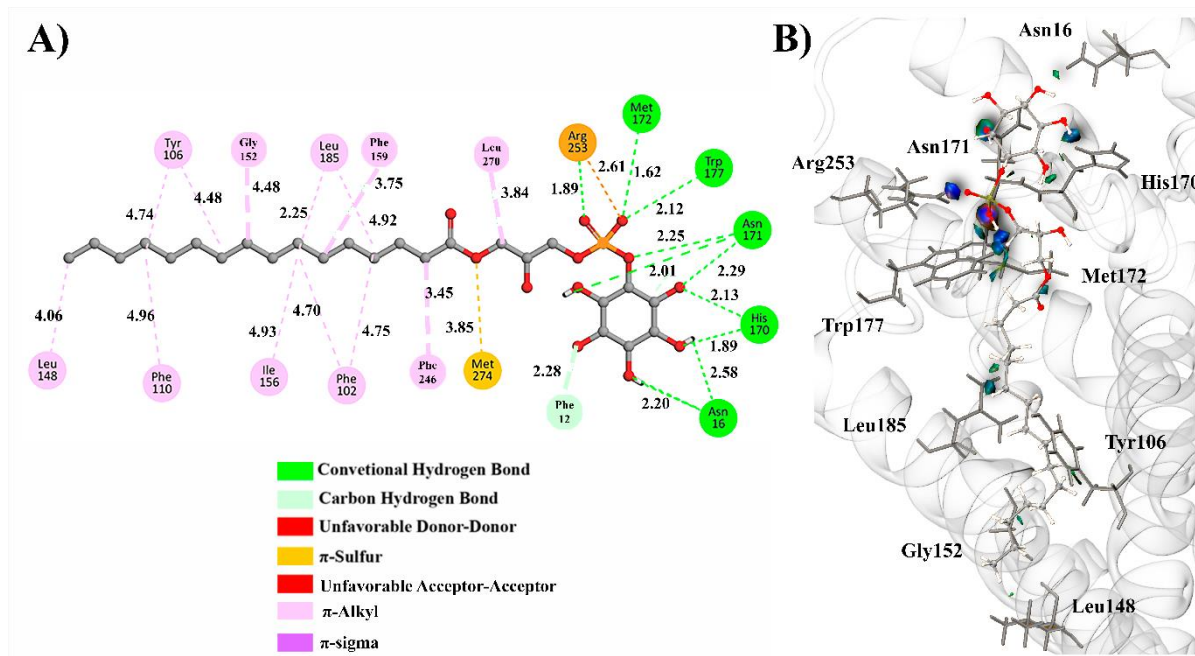 A)
Tyr
106
Gly
152
Leu
185
Phe
159
Leu
270
Arg
253
Met
172
Trp
177
Asn
171
His
170
Asn
16
Phe
12
Met
274
Phe
246
Phe
102
Ile
156
Phe
110
Leu
148
4.74
4.48
4.48
2.25
3.75
4.92
3.84
1.89
2.61
1.62
2.12
2.25
2.01
2.29
2.13
1.89
2.58
2.20
2.28
3.85
3.45
4.75
4.70
4.93
4.96
4.06
Convetional Hydrogen Bond
Carbon Hydrogen Bond
Unfavorable Donor-Donor
π-Sulfur
Unfavorable Acceptor-Acceptor
π-Alkyl
π-sigma
B)
Asn16
Asn171
Arg253
His170
Met172
Trp177
Leu185
Tyr106
Gly152
Leu148